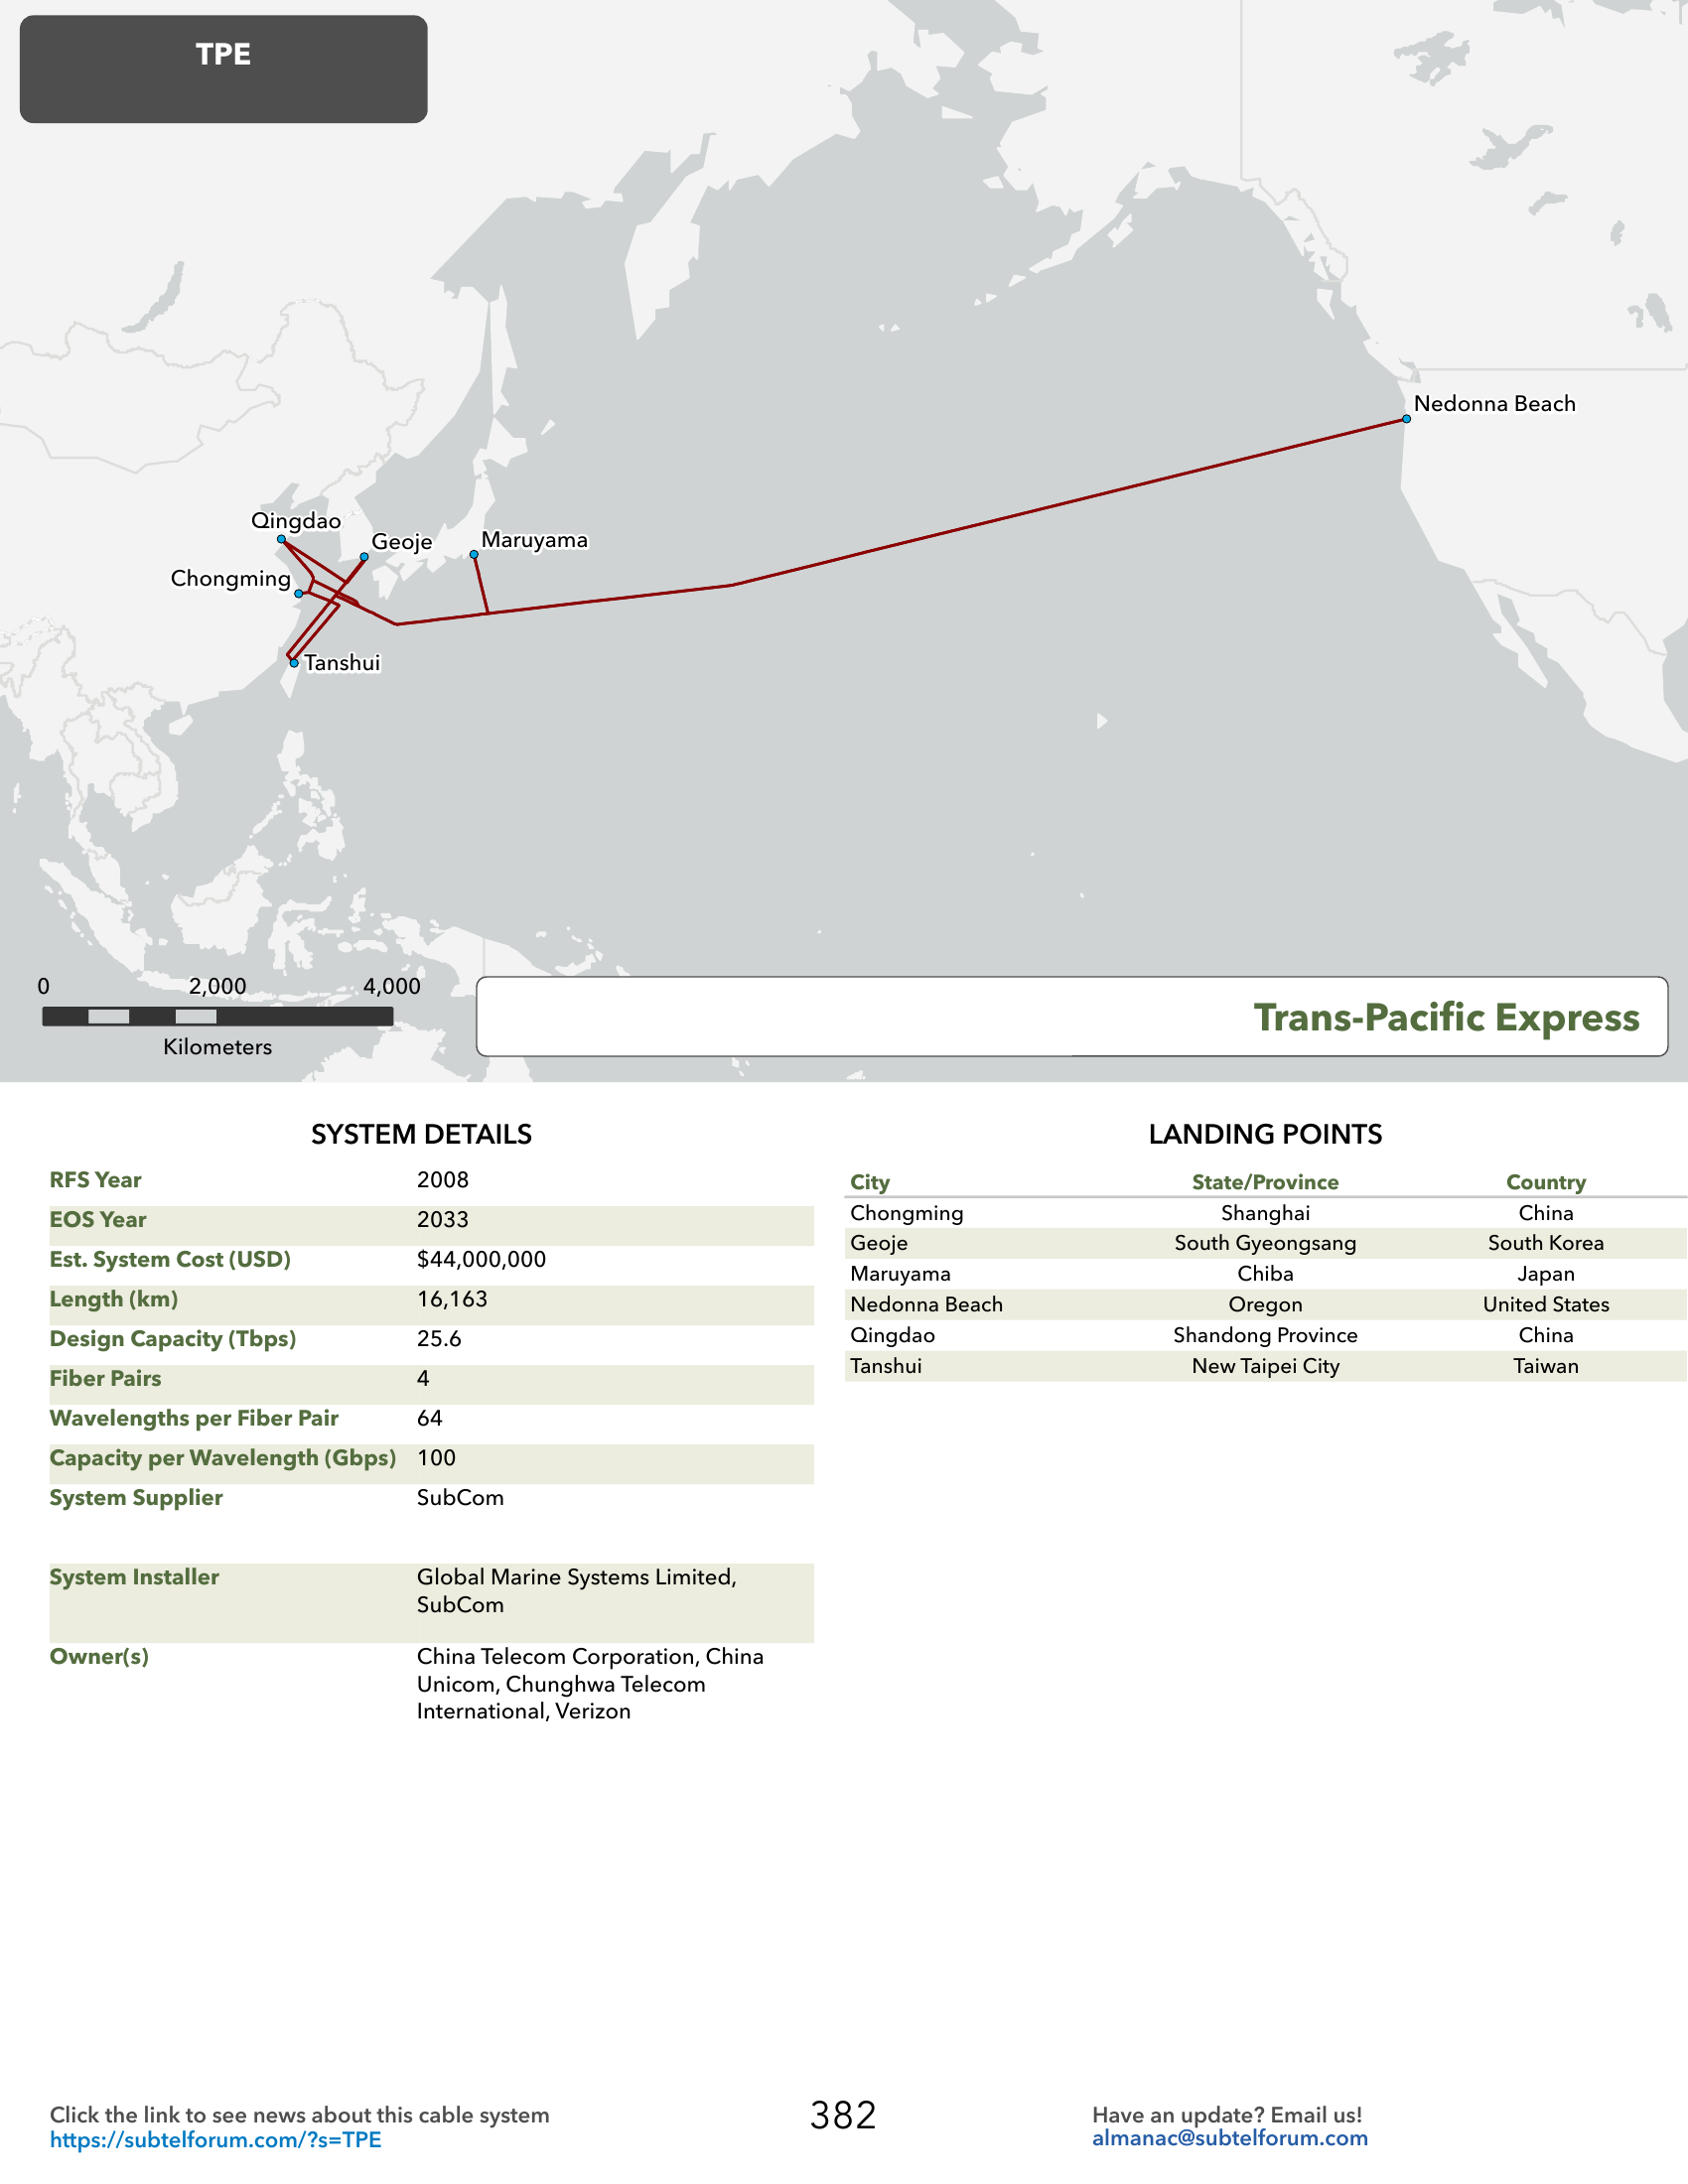 TPE
Nedonna Beach
Qingdao
Geoje
Maruyama
Chongming
Tanshui
0 2,000 4,000
Kilometers
Trans-Pacific Express
SYSTEM DETAILS
RFS Year 2008
EOS Year 2033
Est. System Cost (USD) $44,000,000
Length (km) 16,163
Design Capacity (Tbps) 25.6
Fiber Pairs 4
Wavelengths per Fiber Pair 64
Capacity per Wavelength (Gbps) 100
System Supplier SubCom
System Installer Global Marine Systems Limited,
SubCom
Owner(s) China Telecom Corporation, China
Unicom, Chunghwa Telecom
International, Verizon
LANDING POINTS
City State/Province Country
Chongming Shanghai China
Geoje South Gyeongsang South Korea
Maruyama Chiba Japan
Nedonna Beach Oregon United States
Qingdao Shandong Province China
Tanshui New Taipei City Taiwan
Click the link to see news about this cable system
https://subtelforum.com/?s=TPE
382
Have an update? Email us!
almanac@subtelforum.com